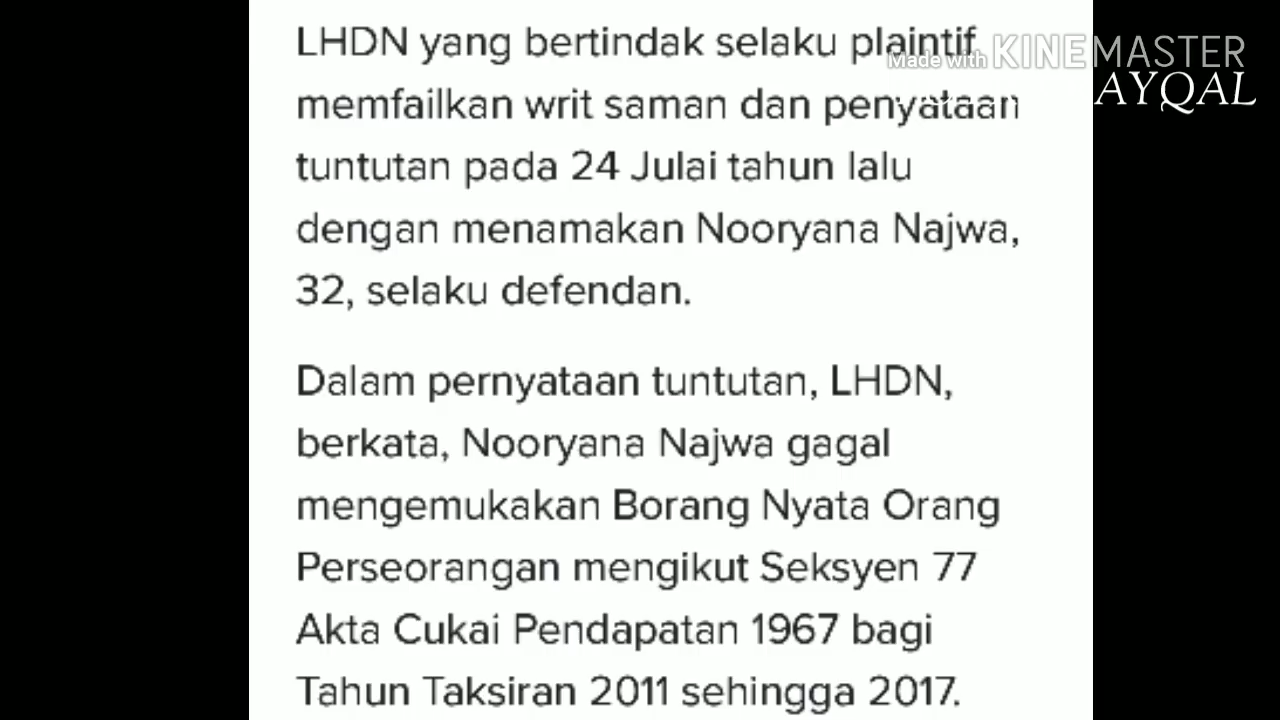 LHDN yang bertindak selaku plaintif
memfailkan writ saman dan penyataan
tuntutan pada 24 Julai tahun lalu
dengan menamakan Nooryana Najwa,
32, selaku defendan.
Dalam pernyataan tuntutan, LHDN,
berkata, Nooryana Najwa gagal
mengemukakan Borang Nyata Orang
Perseorangan mengikut Seksyen 77
Akta Cukai Pendapatan 1967 bagi
Tahun Taksiran 2011 sehingga 2017.
Made with KINEMASTER
AYQAL